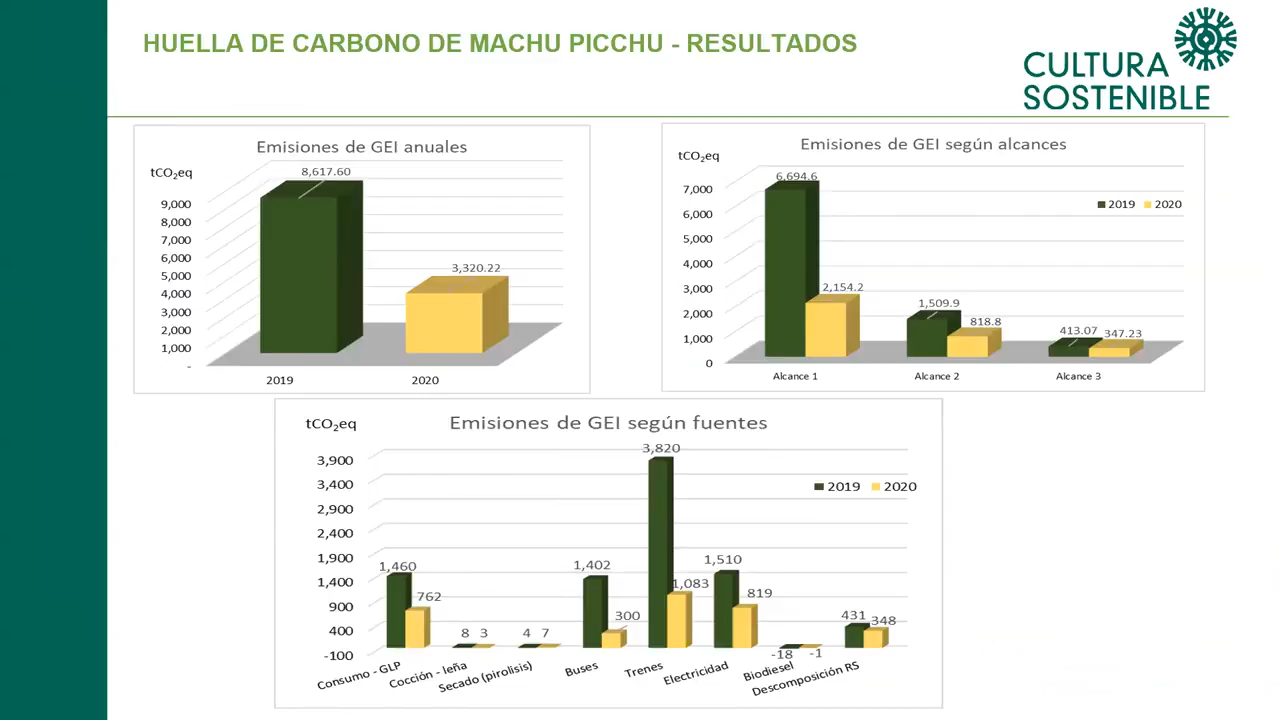 HUELLA DE CARBONO DE MACHU PICCHU - RESULTADOS
CULTURA
SOSTENIBLE
Emisiones de GEI anuales
tCO2eq
8,617.60
3,320.22
9,000
8,000
7,000
6,000
5,000
4,000
3,000
2,000
1,000
-
2019
2020
Emisiones de GEI según alcances
tCO2eq
2019 2020
7,000
6,000
5,000
4,000
3,000
2,000
1,000
0
6,694.6
2,154.2
1,509.9
818.8
413.07
347.23
Alcance 1
Alcance 2
Alcance 3
Emisiones de GEI según fuentes
tCO2eq
2019 2020
3,900
3,400
2,900
2,400
1,900
1,400
900
400
-100
1,460
762
8 3
4 7
1,402
300
3,820
1,083
1,510
819
-18 -1
431
348
Consumo - GLP
Cocción - leña
Secado (pirolisis)
Buses
Trenes
Electricidad
Biodiesel
Descomposición RS